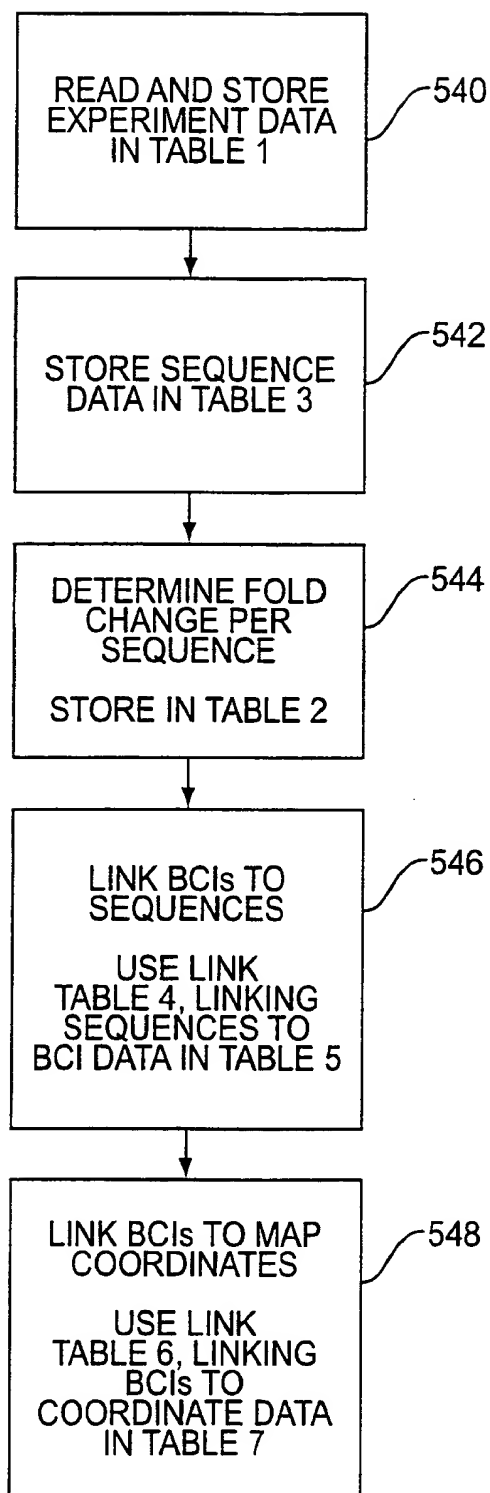 READ AND STORE
EXPERIMENT DATA
IN TABLE 1
540
STORE SEQUENCE
DATA IN TABLE 3
542
DETERMINE FOLD
CHANGE PER
SEQUENCE
STORE IN TABLE 2
544
LINK BCIs TO
SEQUENCES
USE LINK
TABLE 4, LINKING
SEQUENCES TO
BCI DATA IN TABLE 5
546
LINK BCIs TO MAP
COORDINATES
USE LINK
TABLE 6, LINKING
BCIs TO
COORDINATE DATA
IN TABLE 7
548